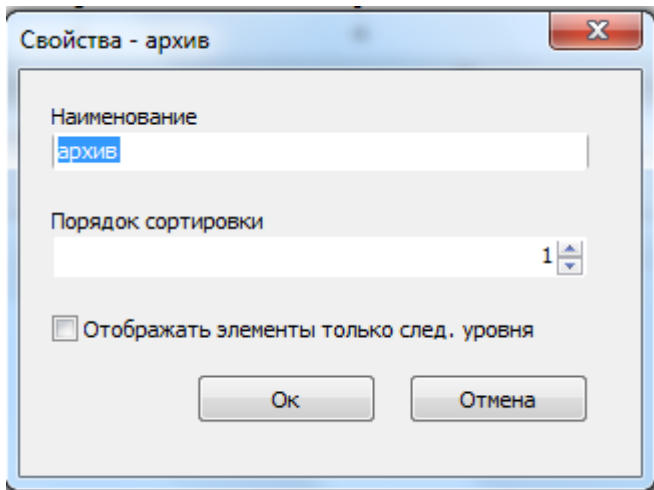 Свойства - архив
Наименование
архив
Порядок сортировки
1
Отображать элементы только след. уровня
Ок
Отмена